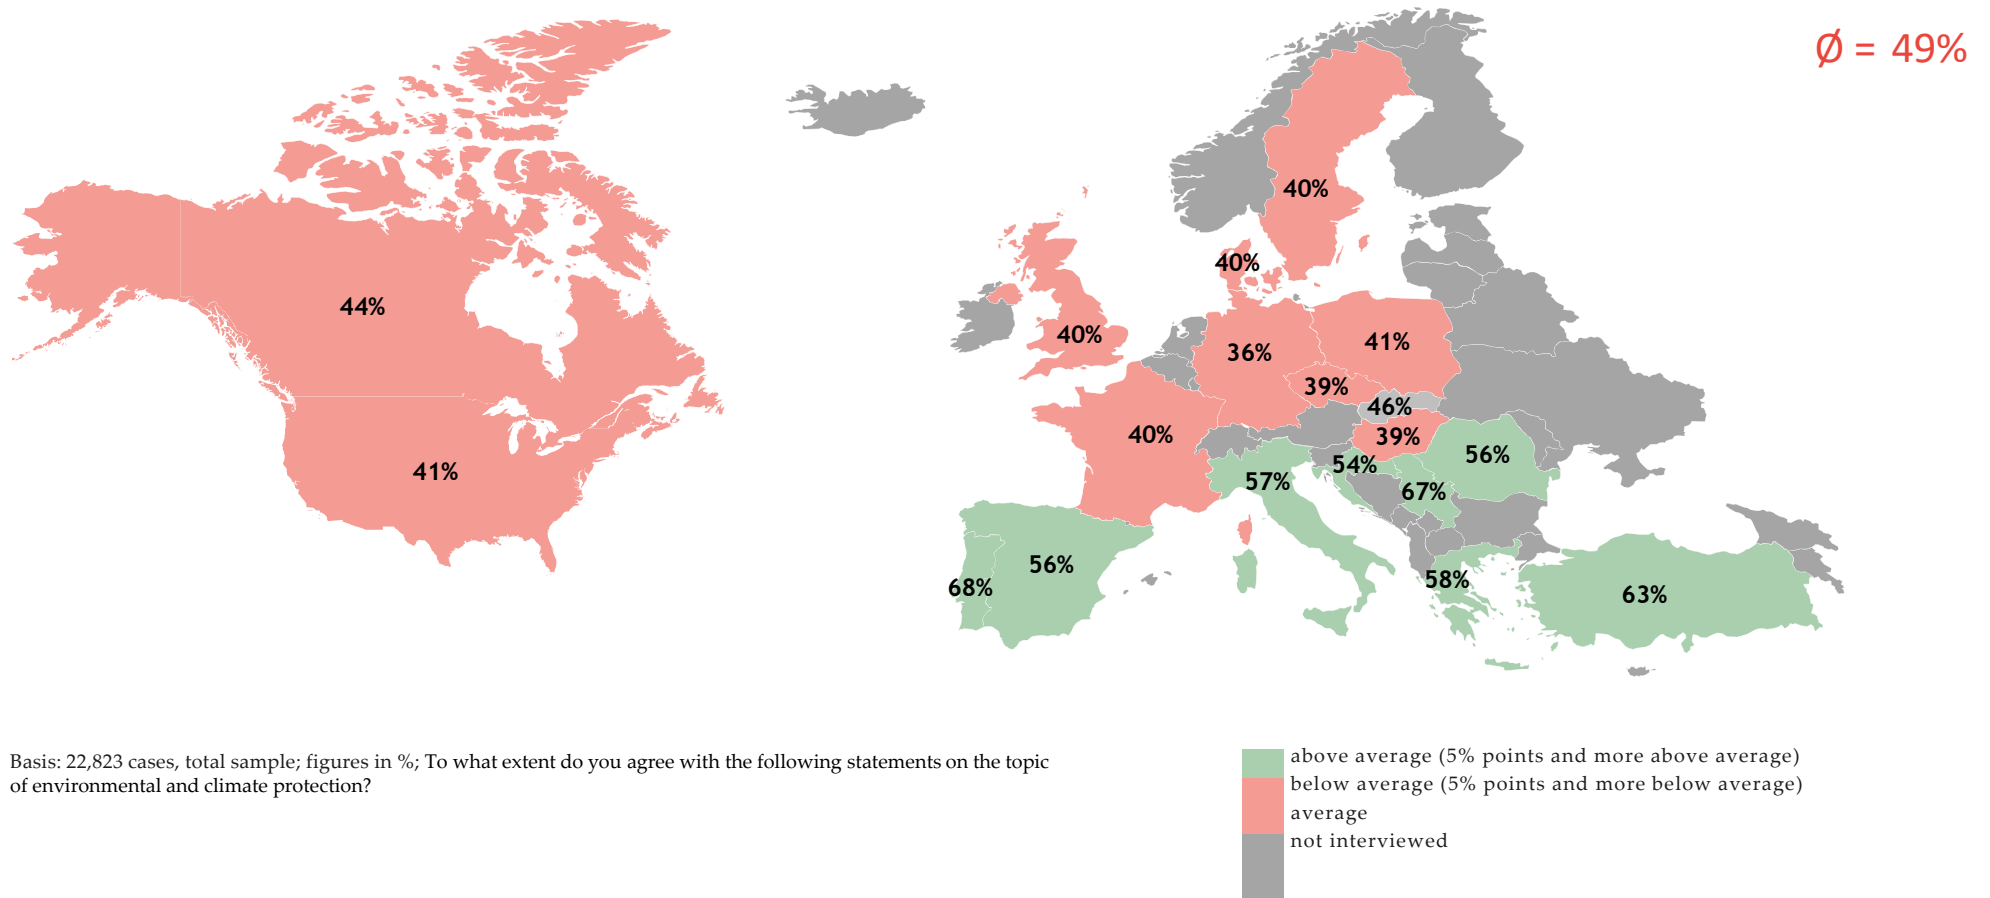 Ø = 49%
40%
40%
44%
40%
41%
36%
39%
46%
40%
39%
56%
54%
41%
57%
67%
56%
58%
68%
63%
Basis: 22,823 cases, total sample; figures in %; To what extent do you agree with the following statements on the topic
of environmental and climate protection?
above average (5% points and more above average)
below average (5% points and more below average)
average
not interviewed